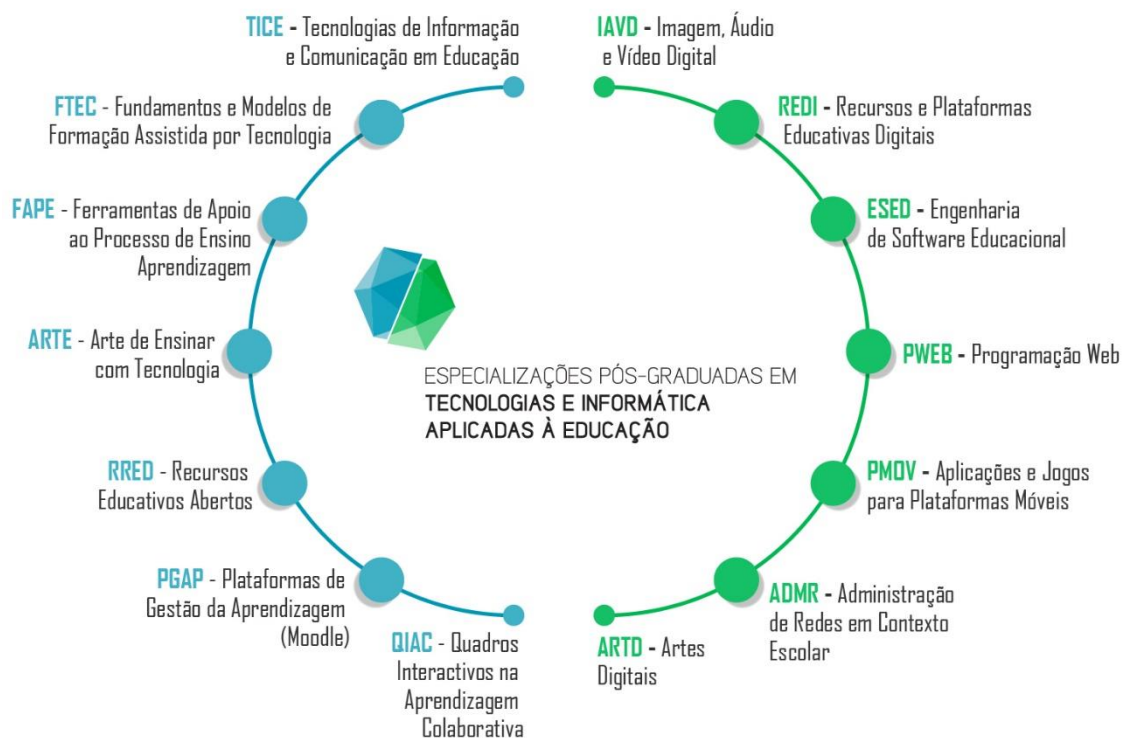 TICE - Tecnologias de Informação
e Comunicação em Educação
FTEC - Fundamentos e Modelos de
Formação Assistida por Tecnologia
FAPE - Ferramentas de Apoio
ao Processo de Ensino
Aprendizagem
ARTE - Arte de Ensinar
com Tecnologia
RRED - Recursos
Educativos Abertos
PGAP - Plataformas de
Gestão da Aprendizagem
(Moodle)
QIAC - Quadros
Interactivos na
Aprendizagem
Colaborativa
ESPECIALIZAÇÕES PÓS-GRADUADAS EM
TECNOLOGIAS E INFORMÁTICA
APLICADAS À EDUCAÇÃO
IAVD - Imagem, Áudio
e Vídeo Digital
REDI - Recursos e Plataformas
Educativas Digitais
ESED - Engenharia
de Software Educacional
PWEB - Programação Web
PMOV - Aplicações e Jogos
para Plataformas Móveis
ADMR - Administração
de Redes em Contexto
Escolar
ARTD - Artes
Digitais